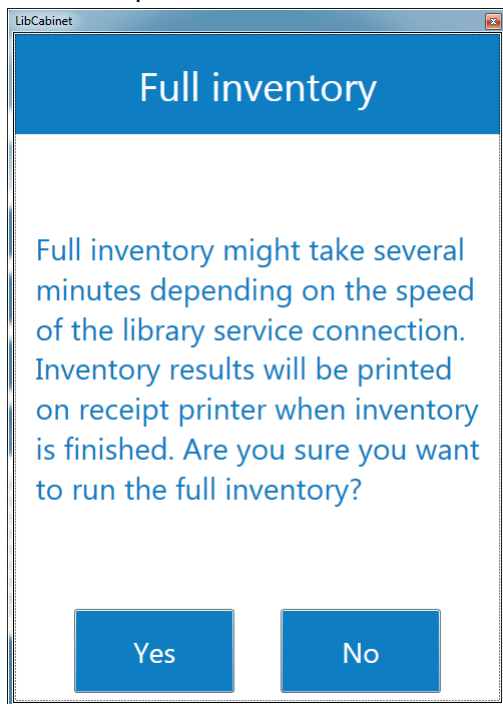 LibCabinet
Full inventory
Full inventory might take several
minutes depending on the speed
of the library service connection.
Inventory results will be printed
on receipt printer when inventory
is finished. Are you sure you want
to run the full inventory?
Yes
No